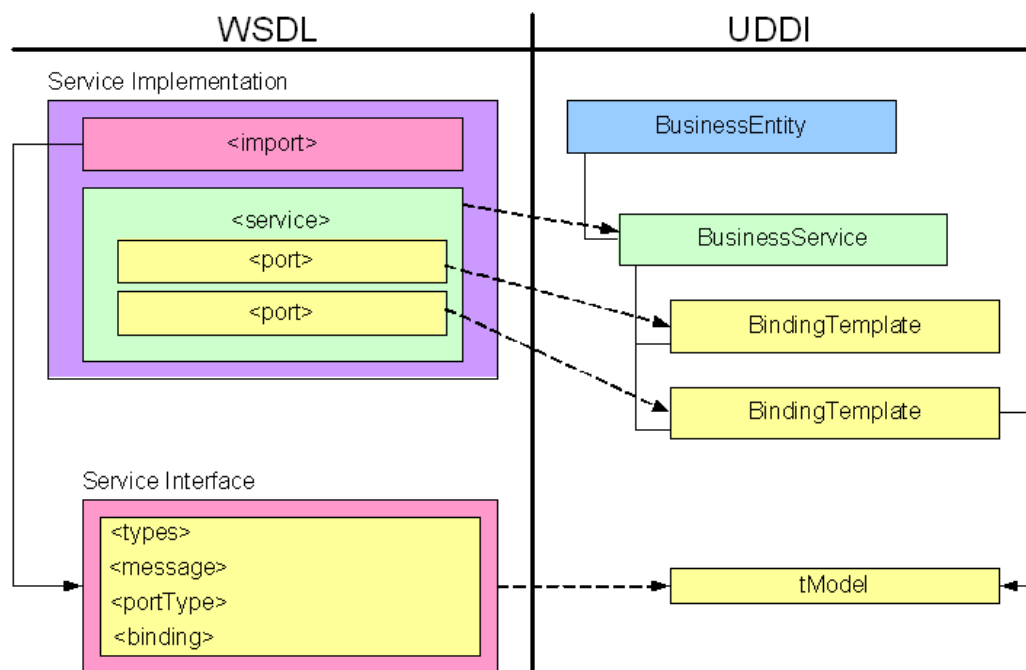 WSDL
UDDI
Service Implementation
<import>
<service>
<port>
<port>
BusinessEntity
BusinessService
BindingTemplate
BindingTemplate
Service Interface
<types>
<message>
<portType>
<binding>
tModel